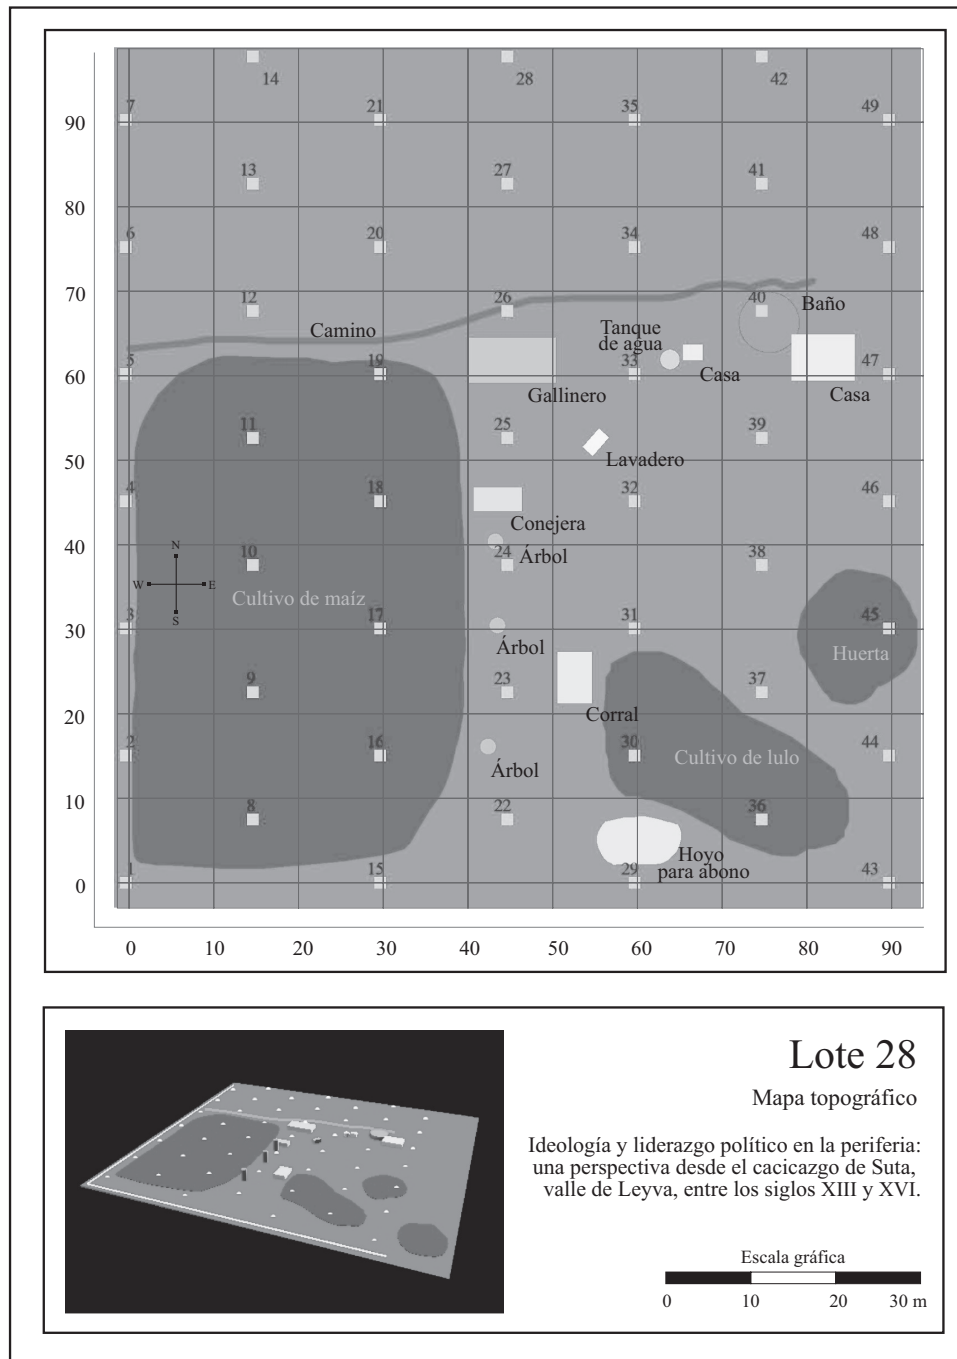 14 28 42
7 21 35 49
90
13 27 41
80
6 20 34 48
70
12 26 40
Baño
Camino
Tanque
de agua
5 19 33 47
60
Casa
Gallinero
Casa
11 25 39
Lavadero
50
4 18 32 46
Conejera
N
40
10 24 38
Árbol
W E
S
Cultivo de maíz
3 17 31 45
30
Árbol
Huerta
9 23 37
Corral
20
2 16 30 44
Cultivo de lulo
Árbol
10
8 22 36
Hoyo
para abono
1 15 29 43
0
0 10 20 30 40 50 60 70 80 90
Lote 28
Mapa topográfico
Ideología y liderazgo político en la periferia:
una perspectiva desde el cacicazgo de Suta,
valle de Leyva, entre los siglos XIII y XVI.
Escala gráfica
0 10 20 30 m